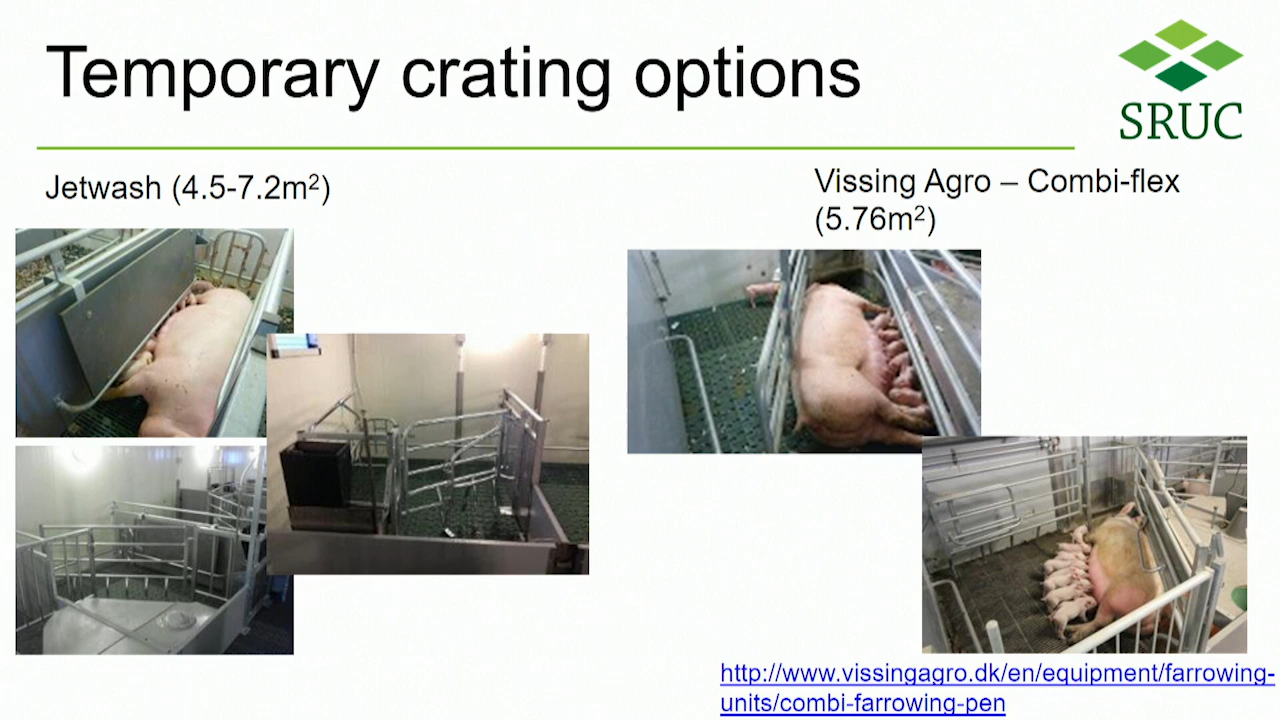 Temporary crating options
SRUC
Jetwash (4.5-7.2m²)
Vissing Agro – Combi-flex
(5.76m²)
http://www.vissingagro.dk/en/equipment/farrowing-
units/combi-farrowing-pen